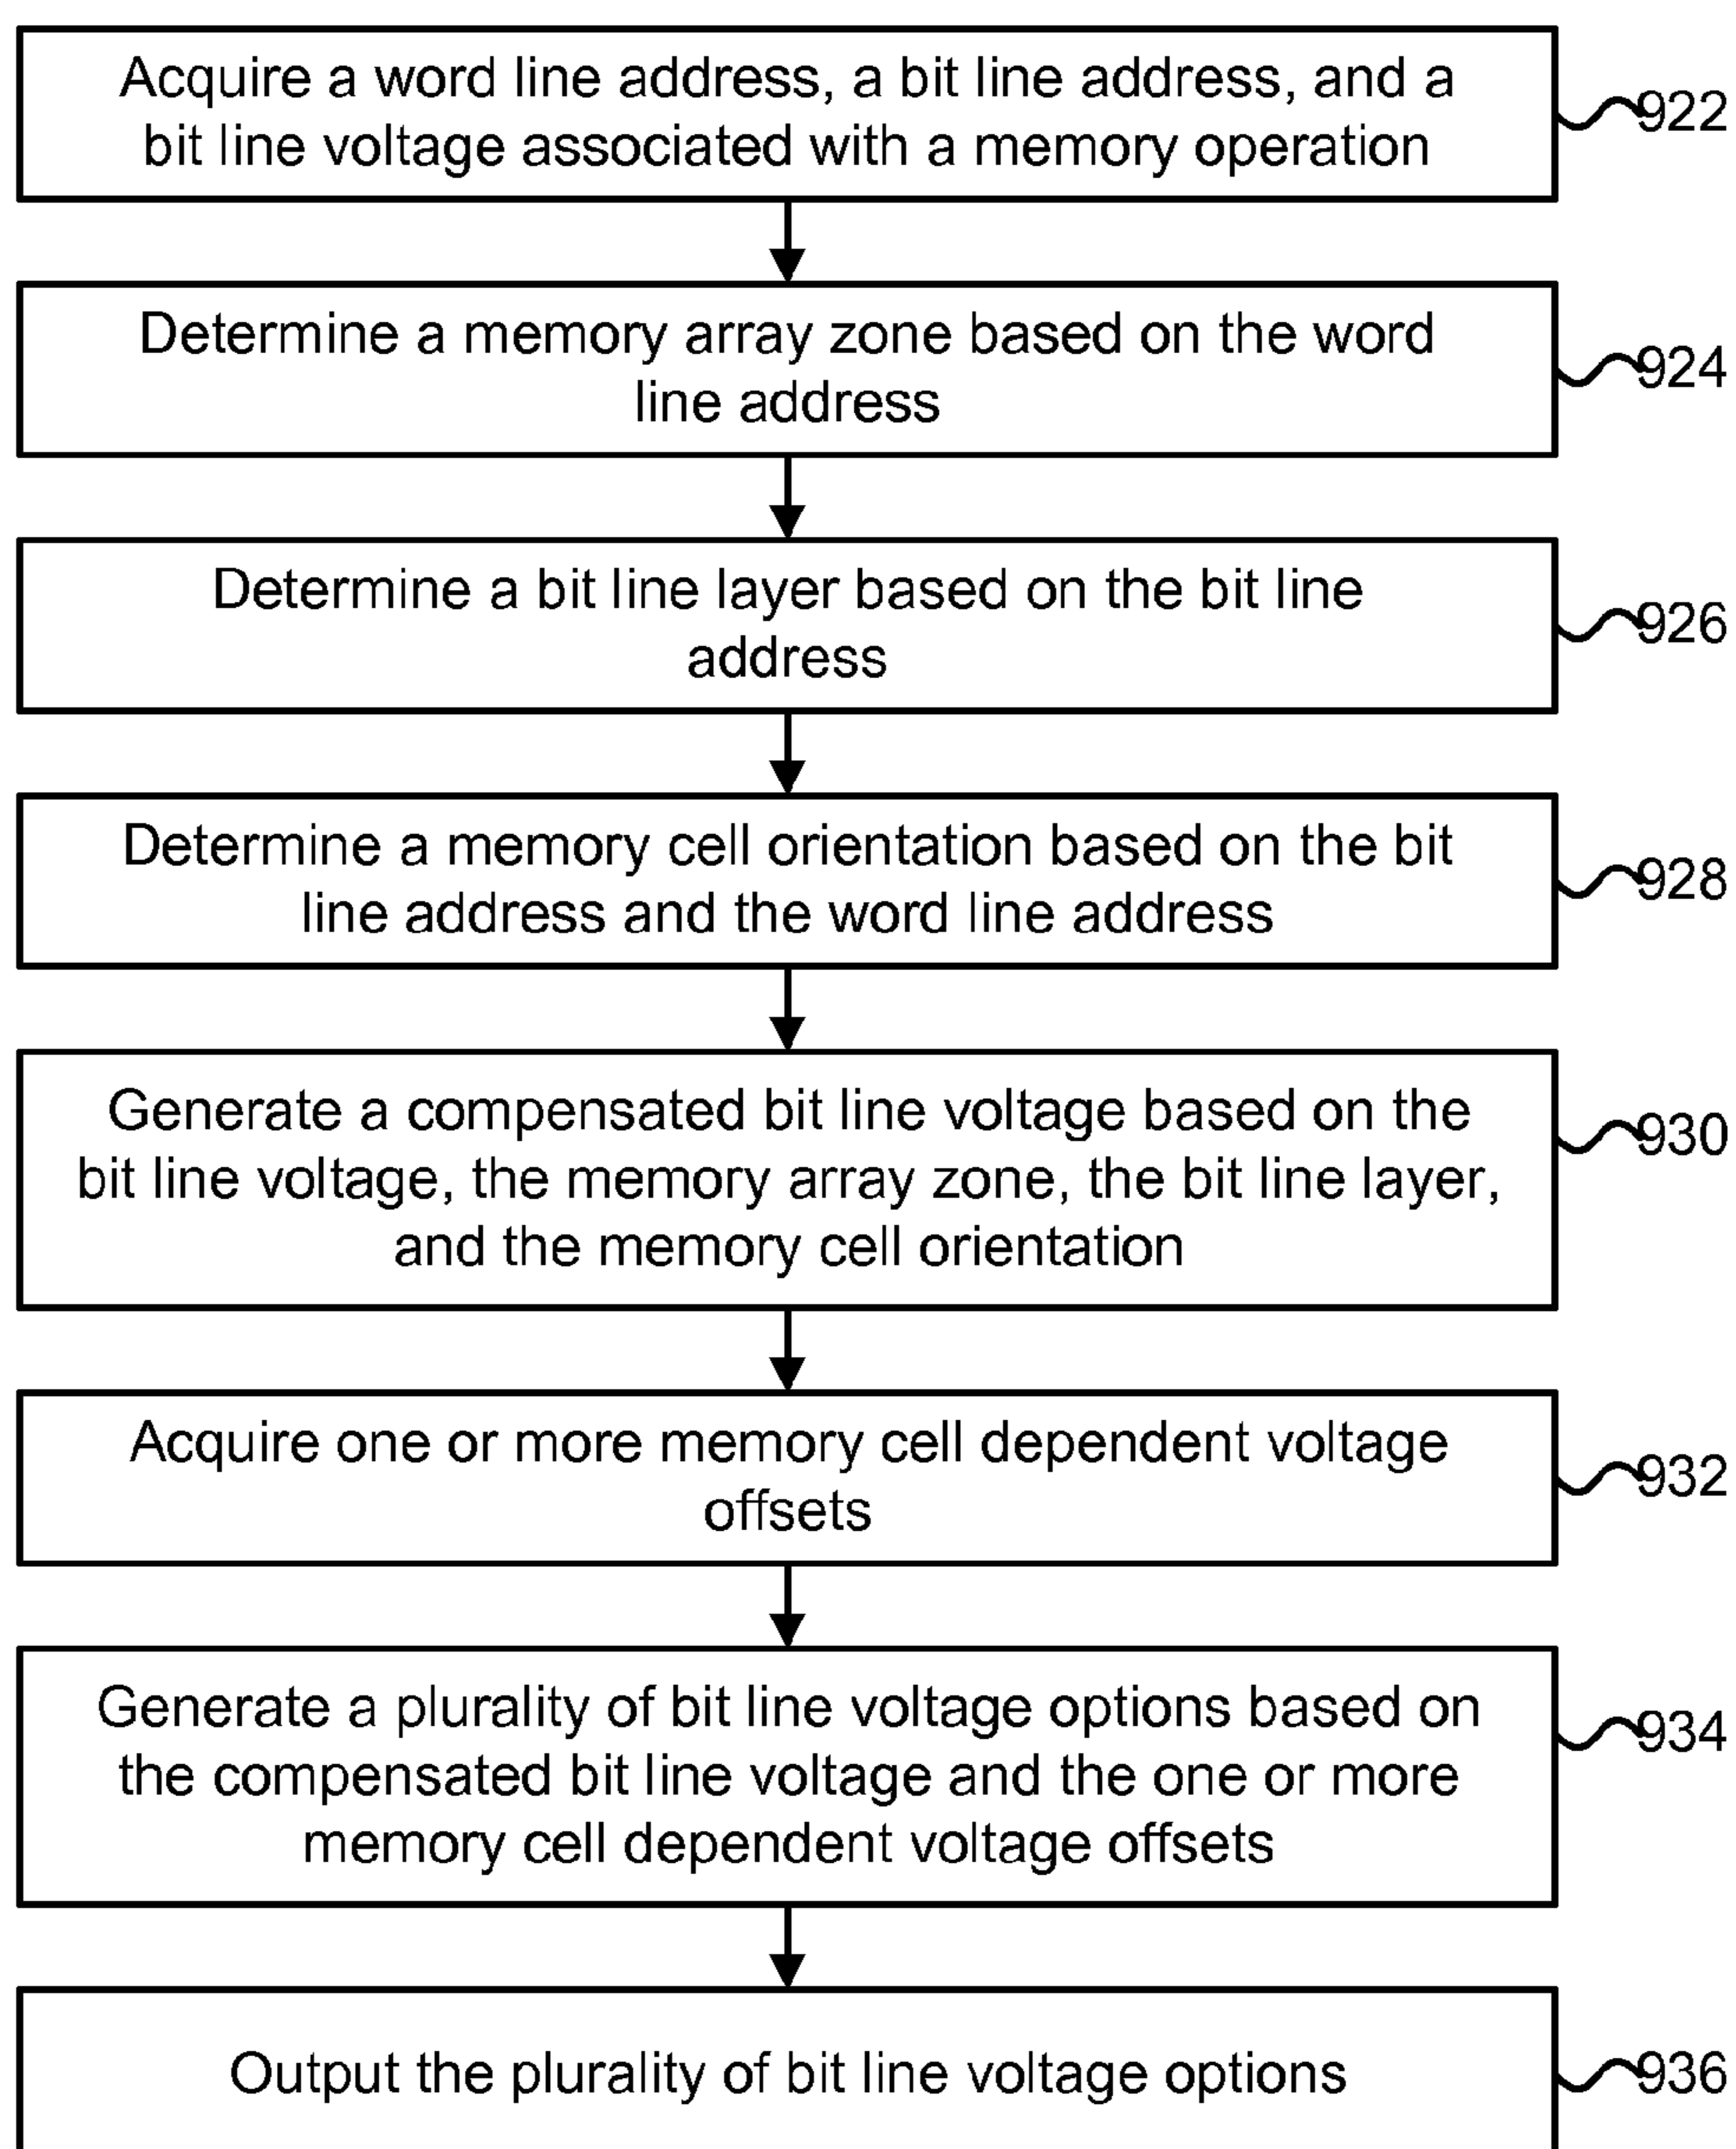 Acquire a word line address, a bit line address, and a
bit line voltage associated with a memory operation
922
Determine a memory array zone based on the word
line address
924
Determine a bit line layer based on the bit line
address
926
Determine a memory cell orientation based on the bit
line address and the word line address
928
Generate a compensated bit line voltage based on the
bit line voltage, the memory array zone, the bit line layer,
and the memory cell orientation
930
Acquire one or more memory cell dependent voltage
offsets
932
Generate a plurality of bit line voltage options based on
the compensated bit line voltage and the one or more
memory cell dependent voltage offsets
934
Output the plurality of bit line voltage options
936